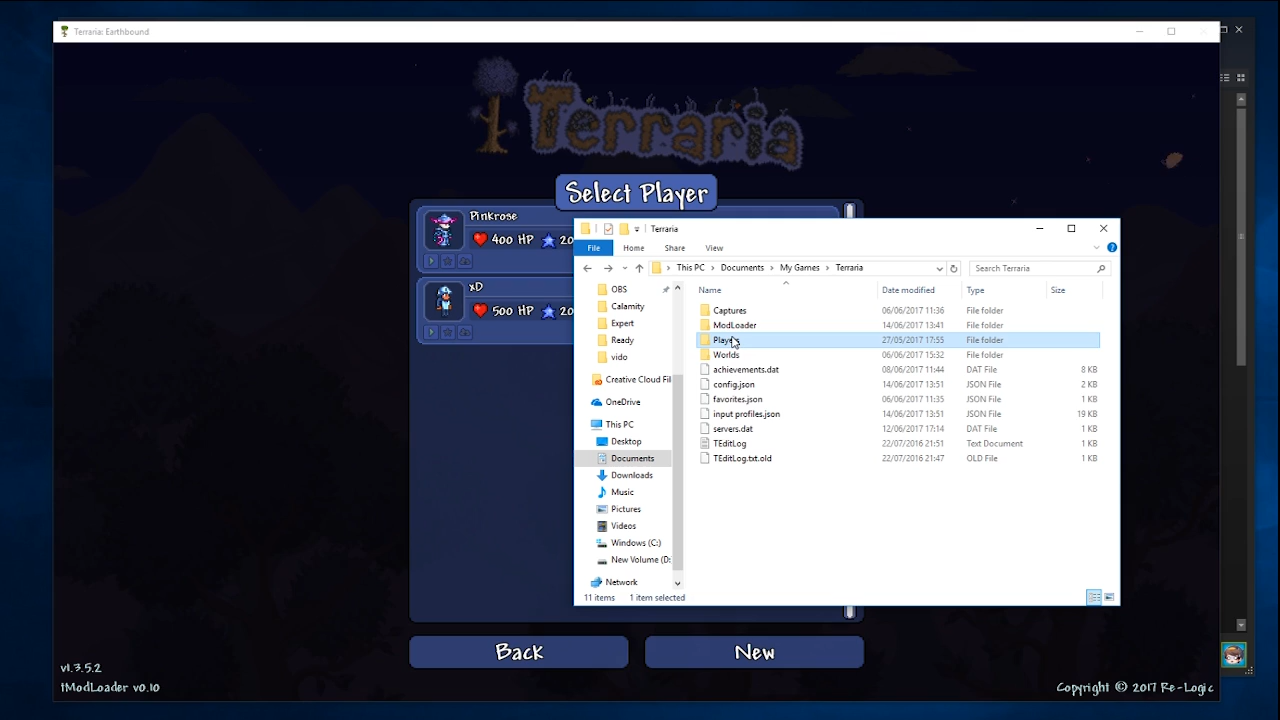 Terraria: Earthbound
Terraria
Select Player
Pinkrose
400 HP 20
xD
500 HP 20
Terraria
File Home Share View
This PC Documents My Games Terraria
Search Terraria
Name Date modified Type Size
OBS
Calamity
Expert
Ready
vido
Creative Cloud Fil
OneDrive
This PC
Desktop
Documents
Downloads
Music
Pictures
Videos
Windows (C:)
New Volume (D:
Network
Captures 06/06/2017 11:36 File folder
ModLoader 14/06/2017 13:41 File folder
Players 27/05/2017 17:55 File folder
Worlds 06/06/2017 15:32 File folder
achievements.dat 08/06/2017 11:44 DAT File 8 KB
config.json 14/06/2017 13:51 JSON File 2 KB
favorites.json 06/06/2017 11:35 JSON File 1 KB
input profiles.json 14/06/2017 13:51 JSON File 19 KB
servers.dat 12/06/2017 17:14 DAT File 1 KB
TEditLog 22/07/2016 21:51 Text Document 1 KB
TEditLog.txt.old 22/07/2016 21:47 OLD File 1 KB
11 items 1 item selected
Back New
v1.3.5.2
tModLoader v0.10
Copyright © 2017 Re-Logic